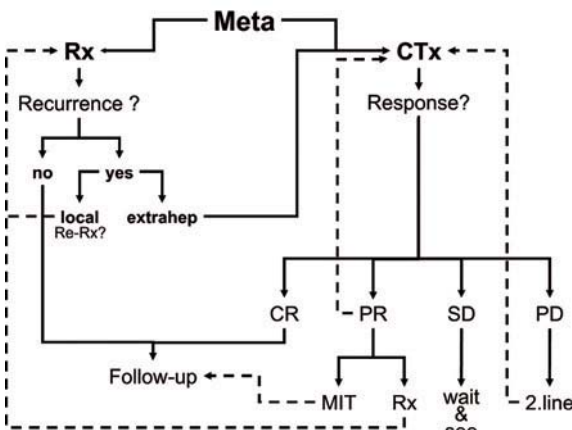 Meta
Rx
CTx
Recurrence ?
Response?
no
yes
local
Re-Rx?
extrahep
CR
PR
SD
PD
Follow-up
MIT
Rx
wait
&
2.line